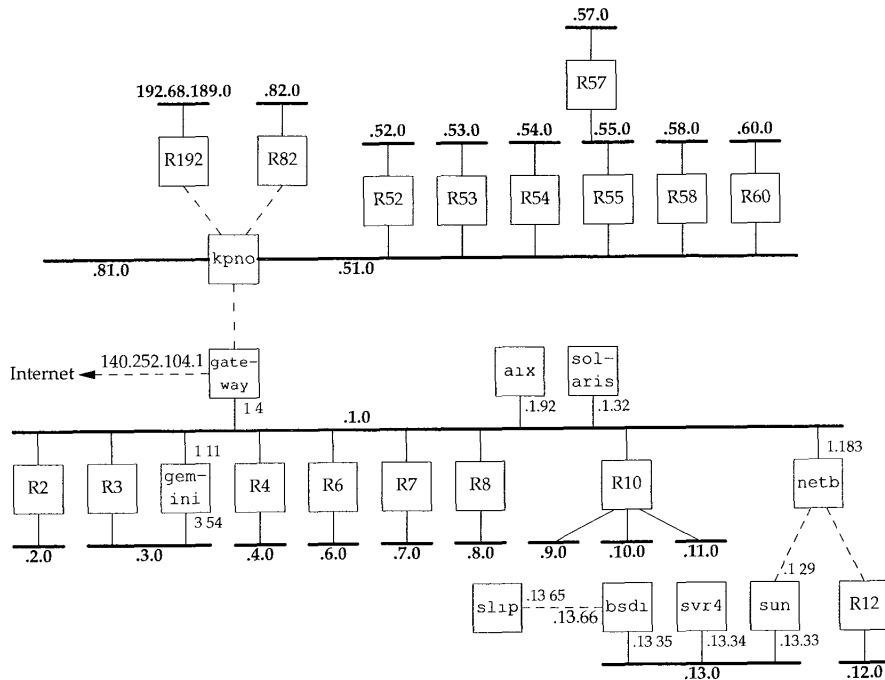 .57.0
R57
192.68.189.0 .82.0
.52.0 .53.0 .54.0 .55.0 .58.0 .60.0
R192 R82
R52 R53 R54 R55 R58 R60
kpno
.81.0 .51.0
140.252.104.1
Internet
gate-
way
aıx
sol-
aris
1 4
.1.92 .1.32
.1.0
1 11
1.183
R2 R3
gem-
ini
R4 R6 R7 R8 R10
netb
3 54
.2.0 .3.0 .4.0 .6.0 .7.0 .8.0 .9.0 .10.0 .11.0
.1 29
slıp
.13 65
.13.66
bsdı svr4 sun R12
.13 35 .13.34 .13.33
.13.0 .12.0